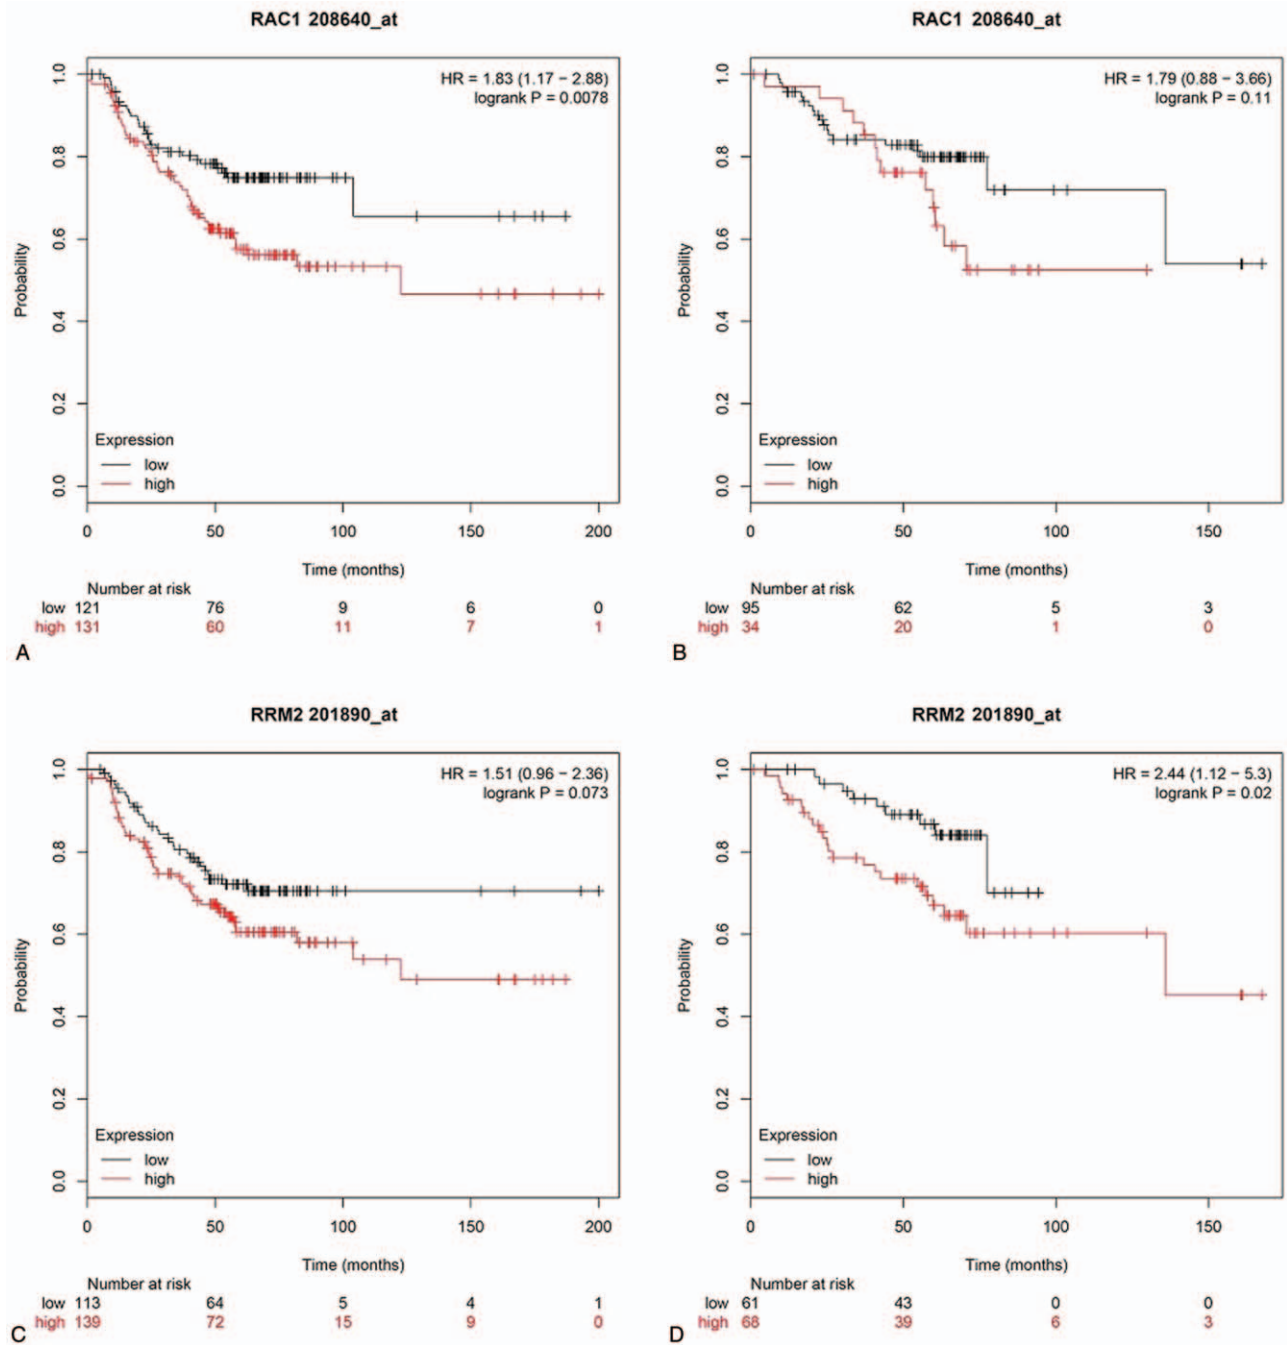 RAC1 208640_at
HR = 1.83 (1.17 − 2.88)
logrank P = 0.0078
Probability
1.0
0.8
0.6
0.4
0.2
0.0
Expression
low
high
0 50 100 150 200
Time (months)
Number at risk
low 121 76 9 6 0
high 131 60 11 7 1
A
RAC1 208640_at
HR = 1.79 (0.88 − 3.66)
logrank P = 0.11
Probability
1.0
0.8
0.6
0.4
0.2
0.0
Expression
low
high
0 50 100 150
Time (months)
Number at risk
low 95 62 5 3
high 34 20 1 0
B
RRM2 201890_at
HR = 1.51 (0.96 − 2.36)
logrank P = 0.073
Probability
1.0
0.8
0.6
0.4
0.2
0.0
Expression
low
high
0 50 100 150 200
Time (months)
Number at risk
low 113 64 5 4 1
high 139 72 15 9 0
C
RRM2 201890_at
HR = 2.44 (1.12 − 5.3)
logrank P = 0.02
Probability
1.0
0.8
0.6
0.4
0.2
0.0
Expression
low
high
0 50 100 150
Time (months)
Number at risk
low 61 43 0 0
high 68 39 6 3
D